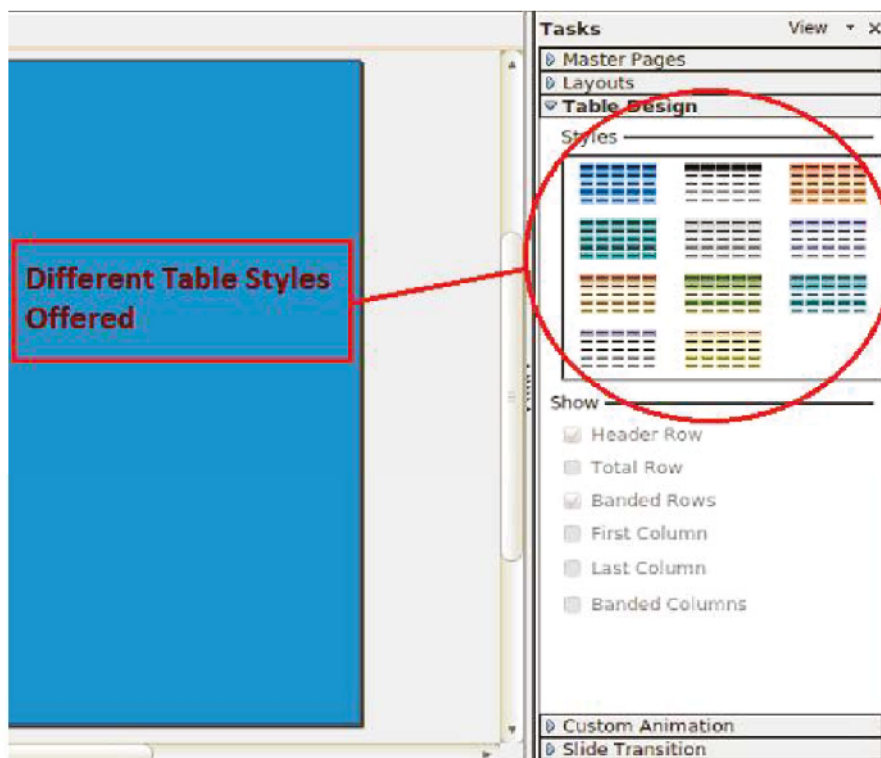 Tasks View
Master Pages
Layouts
Table Design
Styles
Different Table Styles
Offered
Show
Header Row
Total Row
Banded Rows
First Column
Last Column
Banded Columns
Custom Animation
Slide Transition